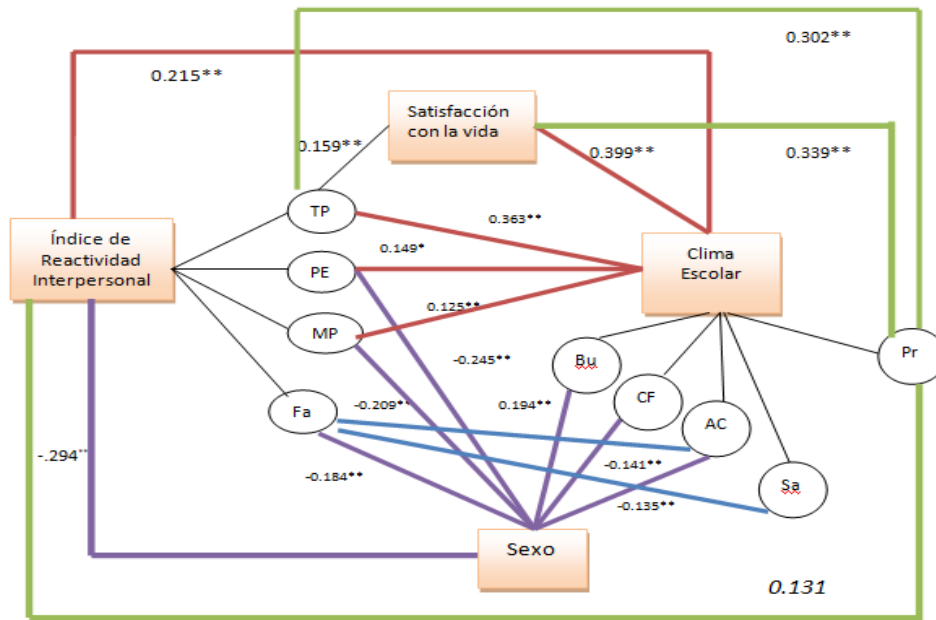 0.302**
0.215**
Satisfacción
con la vida
0.159**
0.399**
0.339**
TP
0.363**
Índice de
Reactividad
Interpersonal
0.149*
Clima
Escolar
PE
0.125**
MP
Pr
-0.245**
Bu
CF
Fa
-0.209**
0.194**
AC
-.294**
-0.184**
-0.141**
Sa
-0.135**
Sexo
0.131